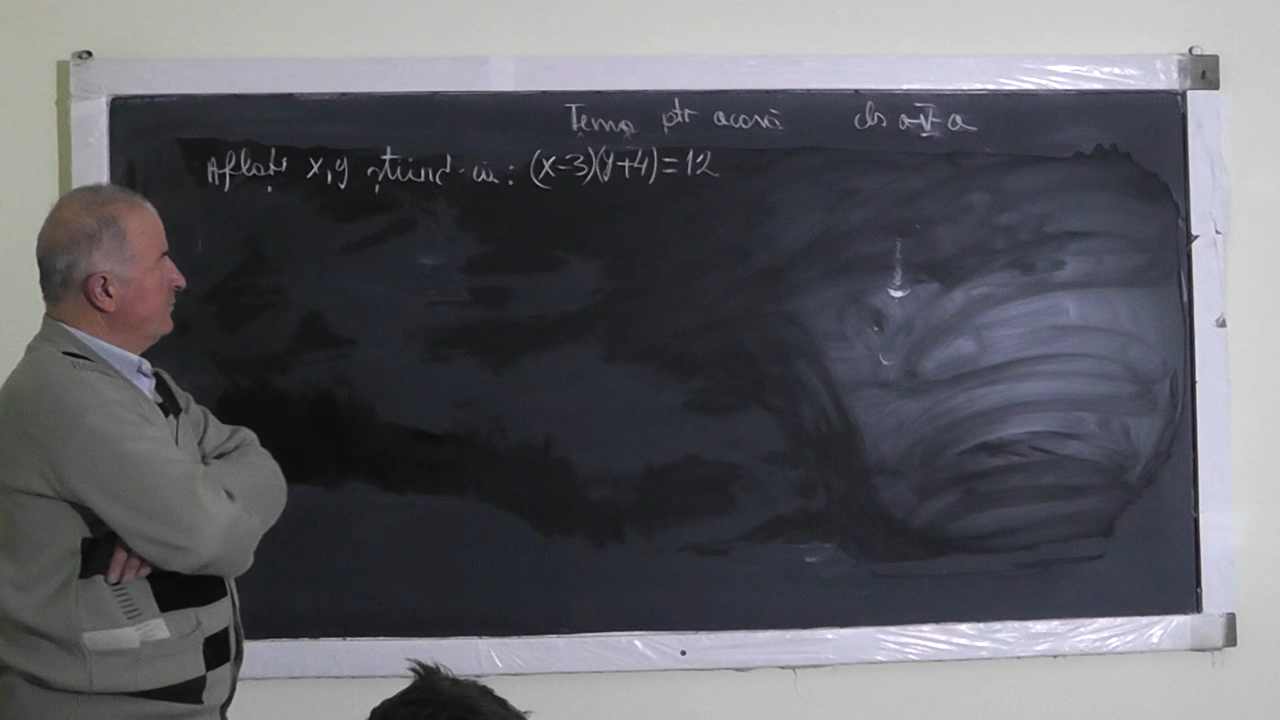 Temă ptr acasă cls a V-a
Aflați x,y știind că: (x-3)(y+4)=12